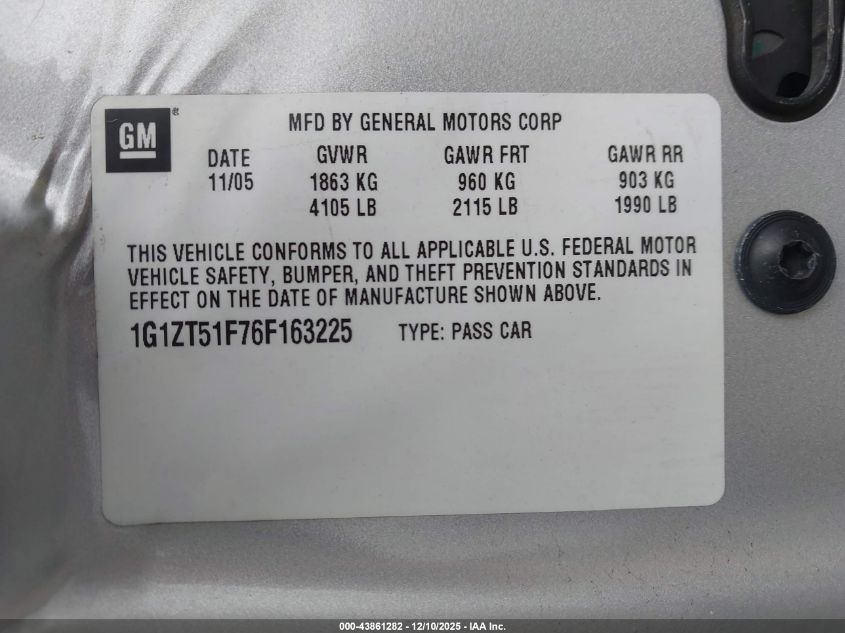 GM®
MFD BY GENERAL MOTORS CORP
DATE GVWR GAWR FRT GAWR RR
11/05 1863 KG 960 KG 903 KG
4105 LB 2115 LB 1990 LB
THIS VEHICLE CONFORMS TO ALL APPLICABLE U.S. FEDERAL MOTOR
VEHICLE SAFETY, BUMPER, AND THEFT PREVENTION STANDARDS IN
EFFECT ON THE DATE OF MANUFACTURE SHOWN ABOVE.
1G1ZT51F76F163225 TYPE: PASS CAR
000-43861282 - 12/10/2025 - IAA Inc.